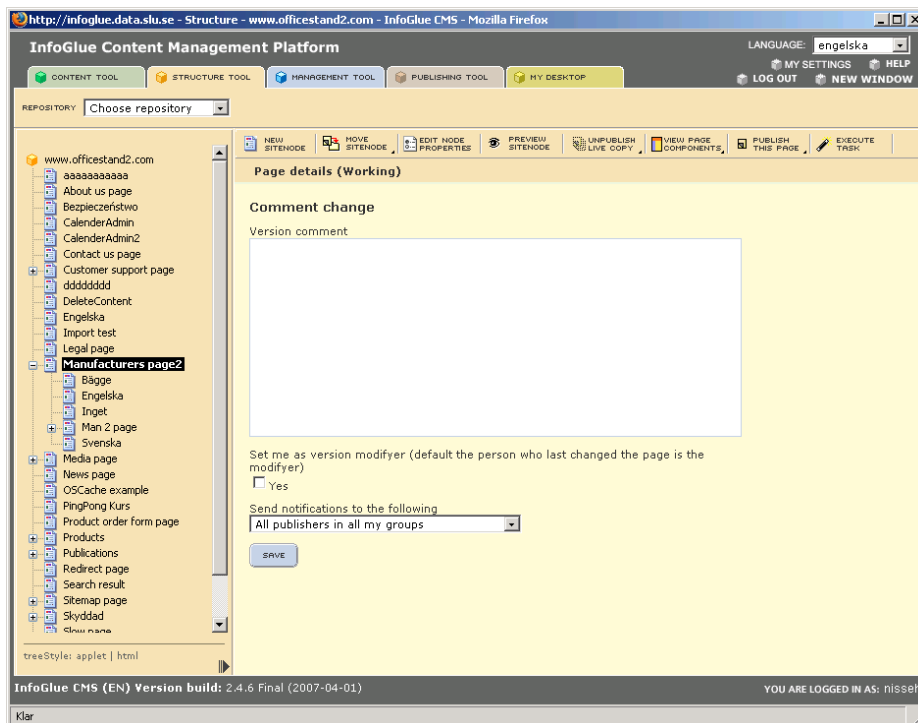 http://infoglue.data.slu.se - Structure - www.officestand2.com - InfoGlue CMS - Mozilla Firefox
InfoGlue Content Management Platform
LANGUAGE: engelska
MY SETTINGS HELP
LOG OUT NEW WINDOW
CONTENT TOOL STRUCTURE TOOL MANAGEMENT TOOL PUBLISHING TOOL MY DESKTOP
REPOSITORY Choose repository
NEW SITENODE
MOVE SITENODE
EDIT NODE PROPERTIES
PREVIEW SITENODE
UNPUBLISH LIVE COPY
VIEW PAGE COMPONENTS
PUBLISH THIS PAGE
EXECUTE TASK
www.officestand2.com
aaaaaaaaaaa
About us page
Bezpieczeństwo
CalenderAdmin
CalenderAdmin2
Contact us page
Customer support page
dddddddd
DeleteContent
Engelska
Import test
Legal page
Manufacturers page2
Bägge
Engelska
Inget
Man 2 page
Svenska
Media page
News page
OSCache example
PingPong Kurs
Product order form page
Products
Publications
Redirect page
Search result
Sitemap page
Skyddad
Slow page
treeStyle: applet | html
Page details (Working)
Comment change
Version comment
Set me as version modifyer (default the person who last changed the page is the
modifyer)
Yes
Send notifications to the following
All publishers in all my groups
SAVE
InfoGlue CMS (EN) Version build: 2.4.6 Final (2007-04-01)
YOU ARE LOGGED IN AS: nisseh
Klar